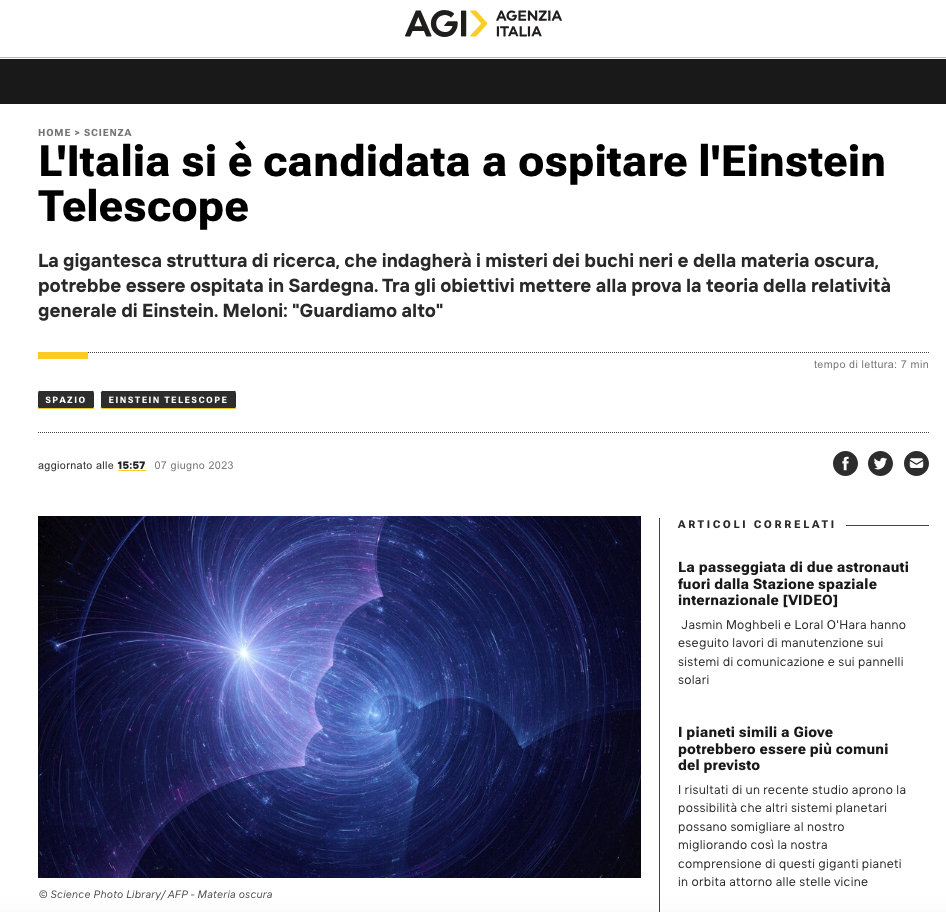 AGI AGENZIA
ITALIA
HOME > SCIENZA
L'Italia si è candidata a ospitare l'Einstein
Telescope
La gigantesca struttura di ricerca, che indagherà i misteri dei buchi neri e della materia oscura,
potrebbe essere ospitata in Sardegna. Tra gli obiettivi mettere alla prova la teoria della relatività
generale di Einstein. Meloni: "Guardiamo alto"
tempo di lettura: 7 min
SPAZIO EINSTEIN TELESCOPE
aggiornato alle 15:57 07 giugno 2023
© Science Photo Library/ AFP - Materia oscura
ARTICOLI CORRELATI
La passeggiata di due astronauti
fuori dalla Stazione spaziale
internazionale [VIDEO]
Jasmin Moghbeli e Loral O'Hara hanno
eseguito lavori di manutenzione sui
sistemi di comunicazione e sui pannelli
solari
I pianeti simili a Giove
potrebbero essere più comuni
del previsto
I risultati di un recente studio aprono la
possibilità che altri sistemi planetari
possano somigliare al nostro
migliorando così la nostra
comprensione di questi giganti pianeti
in orbita attorno alle stelle vicine